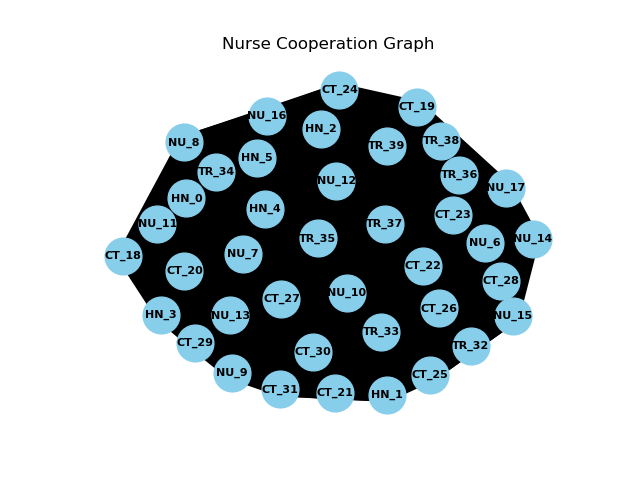 Nurse Cooperation Graph
CT_24
CT_19
NU_16
HN_2
NU_8
TR_38
TR_39
HN_5
TR_34
TR_36
NU_12
NU_17
HN_0
HN_4
CT_23
NU_11
TR_37
TR_35
NU_14
NU_6
NU_7
CT_18
CT_22
CT_20
CT_28
NU_10
CT_27
CT_26
HN_3
NU_13
NU_15
TR_33
CT_29
TR_32
CT_30
NU_9
CT_25
CT_31
CT_21
HN_1